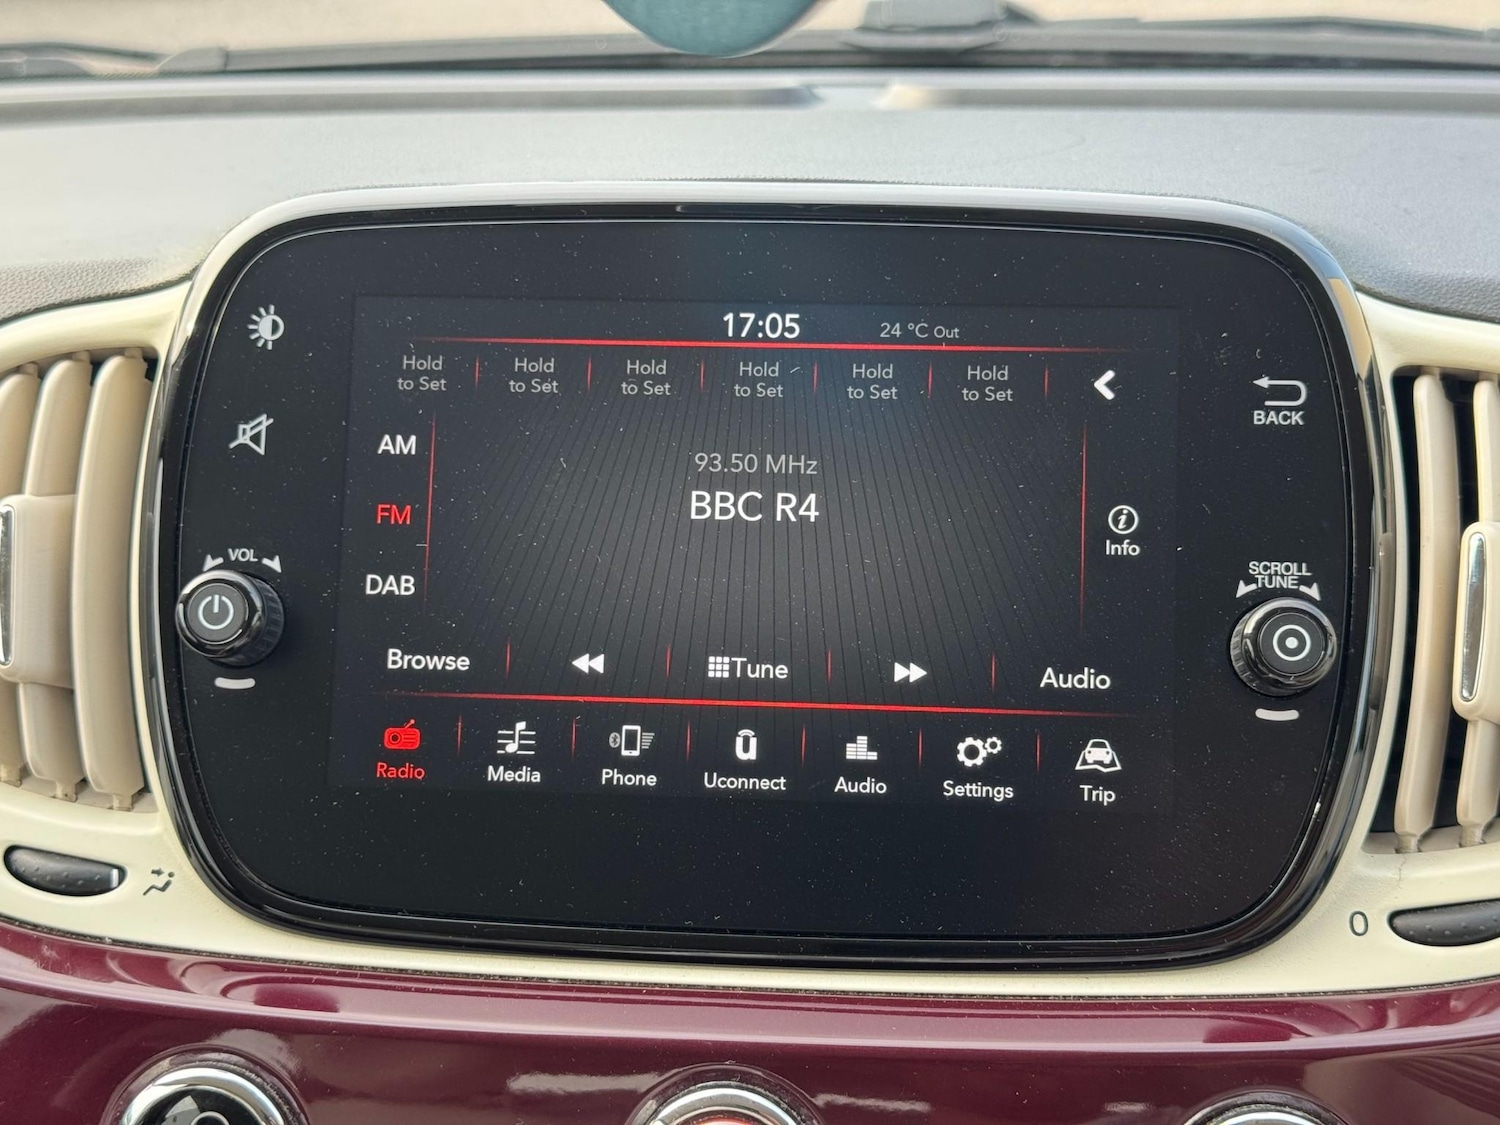 17:05
24 °C Out
Hold to Set
Hold to Set
Hold to Set
Hold to Set
Hold to Set
Hold to Set
AM
FM
DAB
93.50 MHz
BBC R4
Info
Browse
Tune
Audio
Radio
Media
Phone
Uconnect
Audio
Settings
Trip
VOL
BACK
SCROLL
TUNE
0